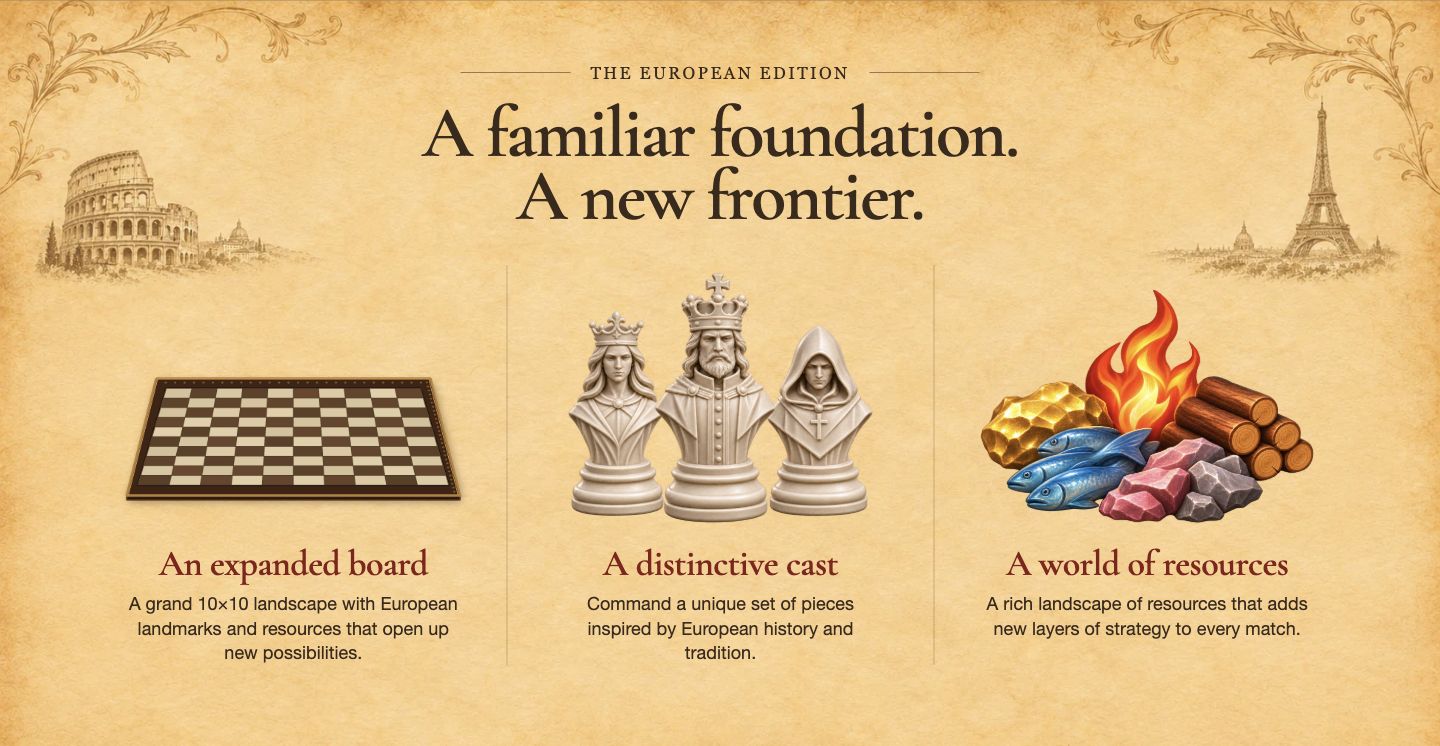 THE EUROPEAN EDITION
A familiar foundation.
A new frontier.
An expanded board
A grand 10×10 landscape with European
landmarks and resources that open up
new possibilities.
A distinctive cast
Command a unique set of pieces
inspired by European history and
tradition.
A world of resources
A rich landscape of resources that adds
new layers of strategy to every match.